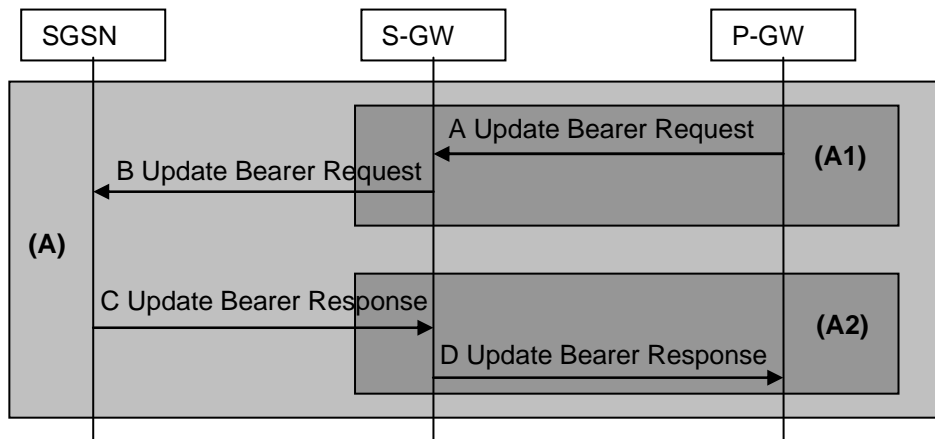 SGSN
S-GW
P-GW
A Update Bearer Request
(A1)
B Update Bearer Request
(A)
C Update Bearer Response
(A2)
D Update Bearer Response